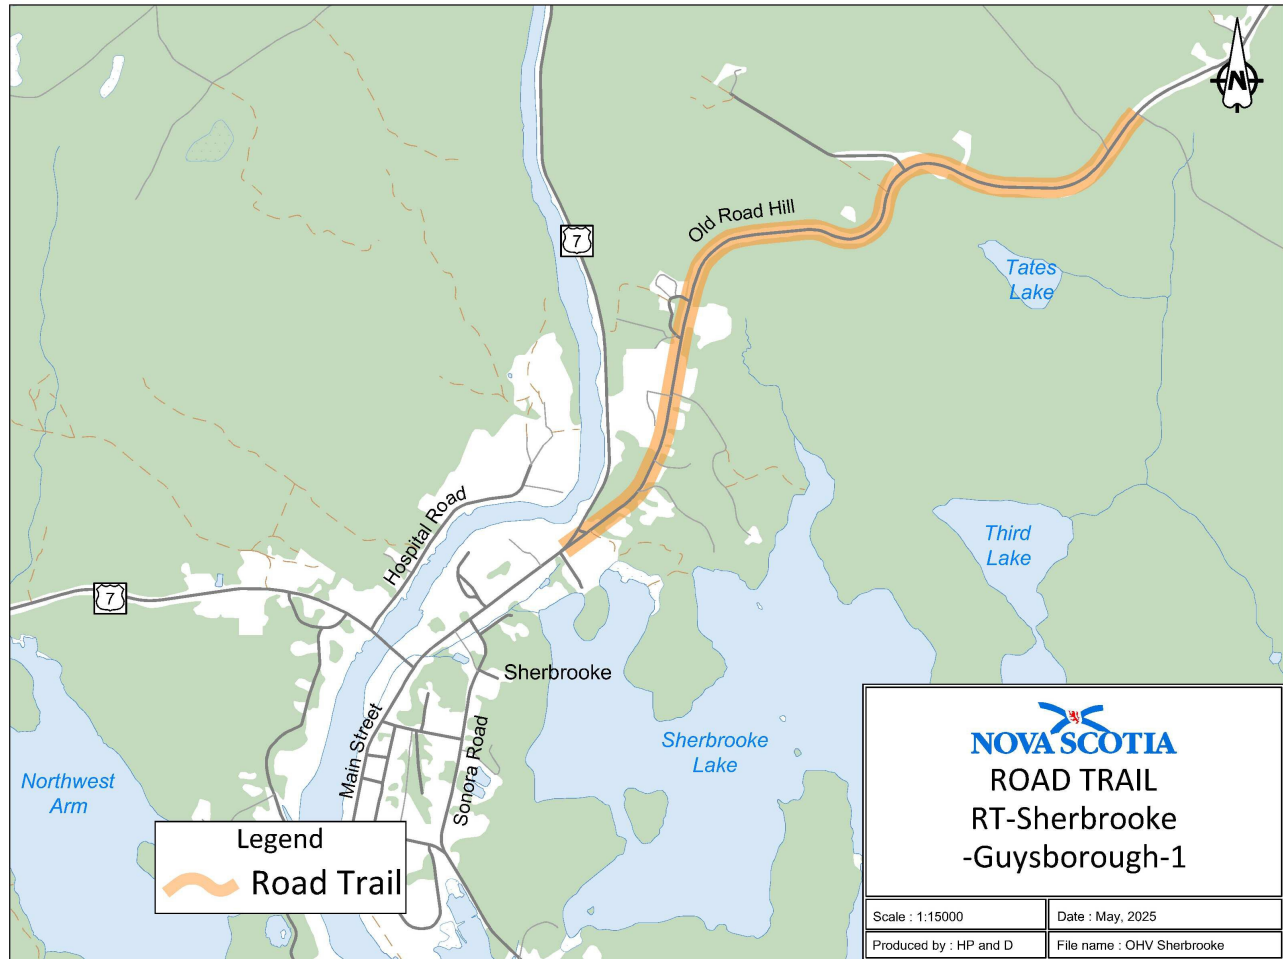 N
7
Old Road Hill
Tates
Lake
Hospital Road
Third
Lake
7
Sherbrooke
Main Street
Sonora Road
Sherbrooke
Lake
Northwest
Arm
Legend
Road Trail
NOVA SCOTIA
ROAD TRAIL
RT-Sherbrooke
-Guysborough-1
Scale : 1:15000
Date : May, 2025
Produced by : HP and D
File name : OHV Sherbrooke